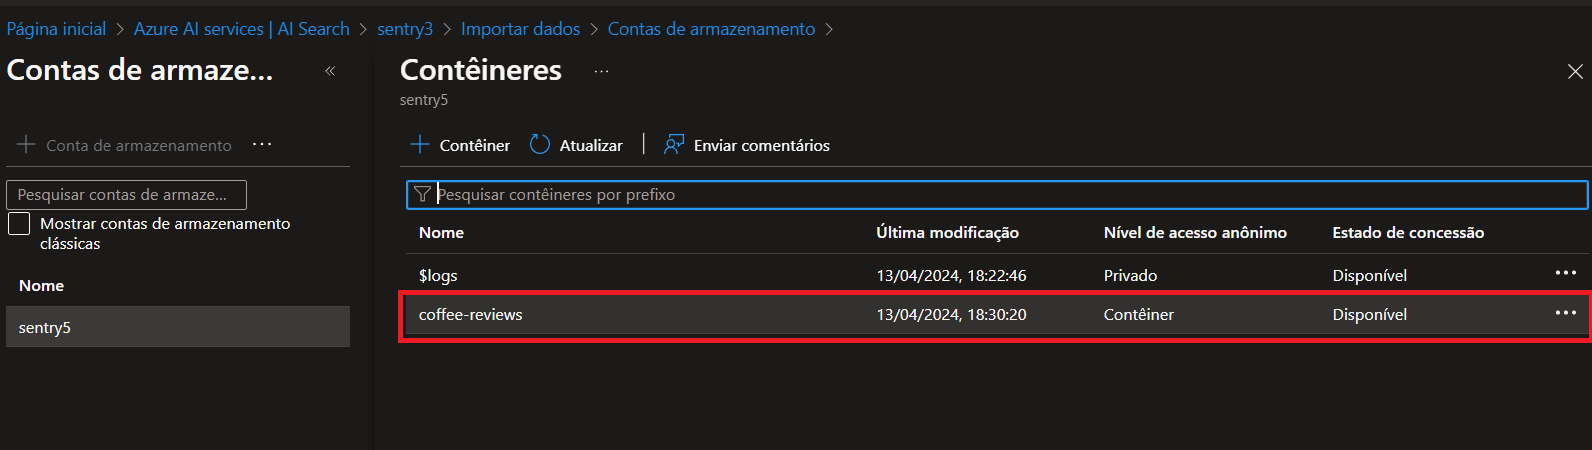 Página inicial > Azure AI services | AI Search > sentry3 > Importar dados > Contas de armazenamento >
Contas de armaze... «
+ Conta de armazenamento ...
Pesquisar contas de armaze...
Mostrar contas de armazenamento
clássicas
Nome
sentry5
Contêineres ...
sentry5
+ Contêiner Atualizar | Enviar comentários
Pesquisar contêineres por prefixo
Nome Última modificação Nível de acesso anônimo Estado de concessão
$logs 13/04/2024, 18:22:46 Privado Disponível ...
coffee-reviews 13/04/2024, 18:30:20 Contêiner Disponível ...